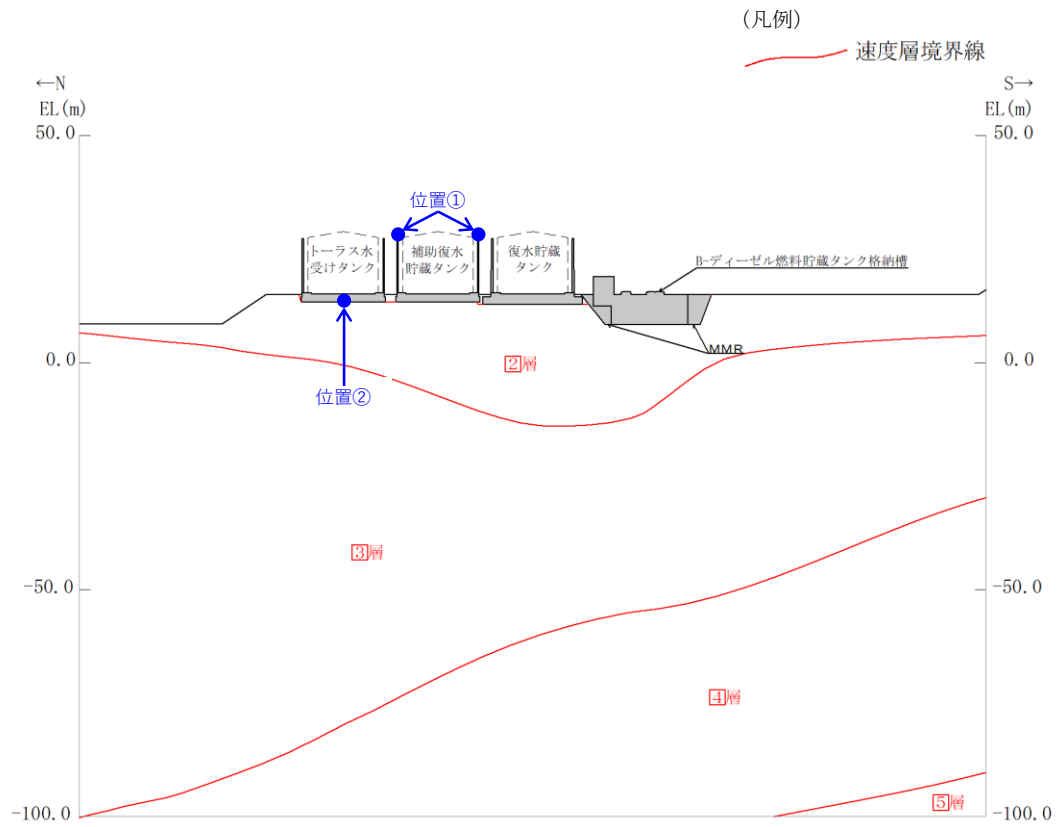 (凡例)
速度層境界線
←N
EL(m)
50.0
S→
EL(m)
50.0
位置①
トーラス水
受けタンク
補助復水
貯蔵タンク
復水貯蔵
タンク
B-ディーゼル燃料貯蔵タンク格納槽
MMR
0.0
0.0
②層
位置②
③層
-50.0
-50.0
④層
⑤層
-100.0
-100.0